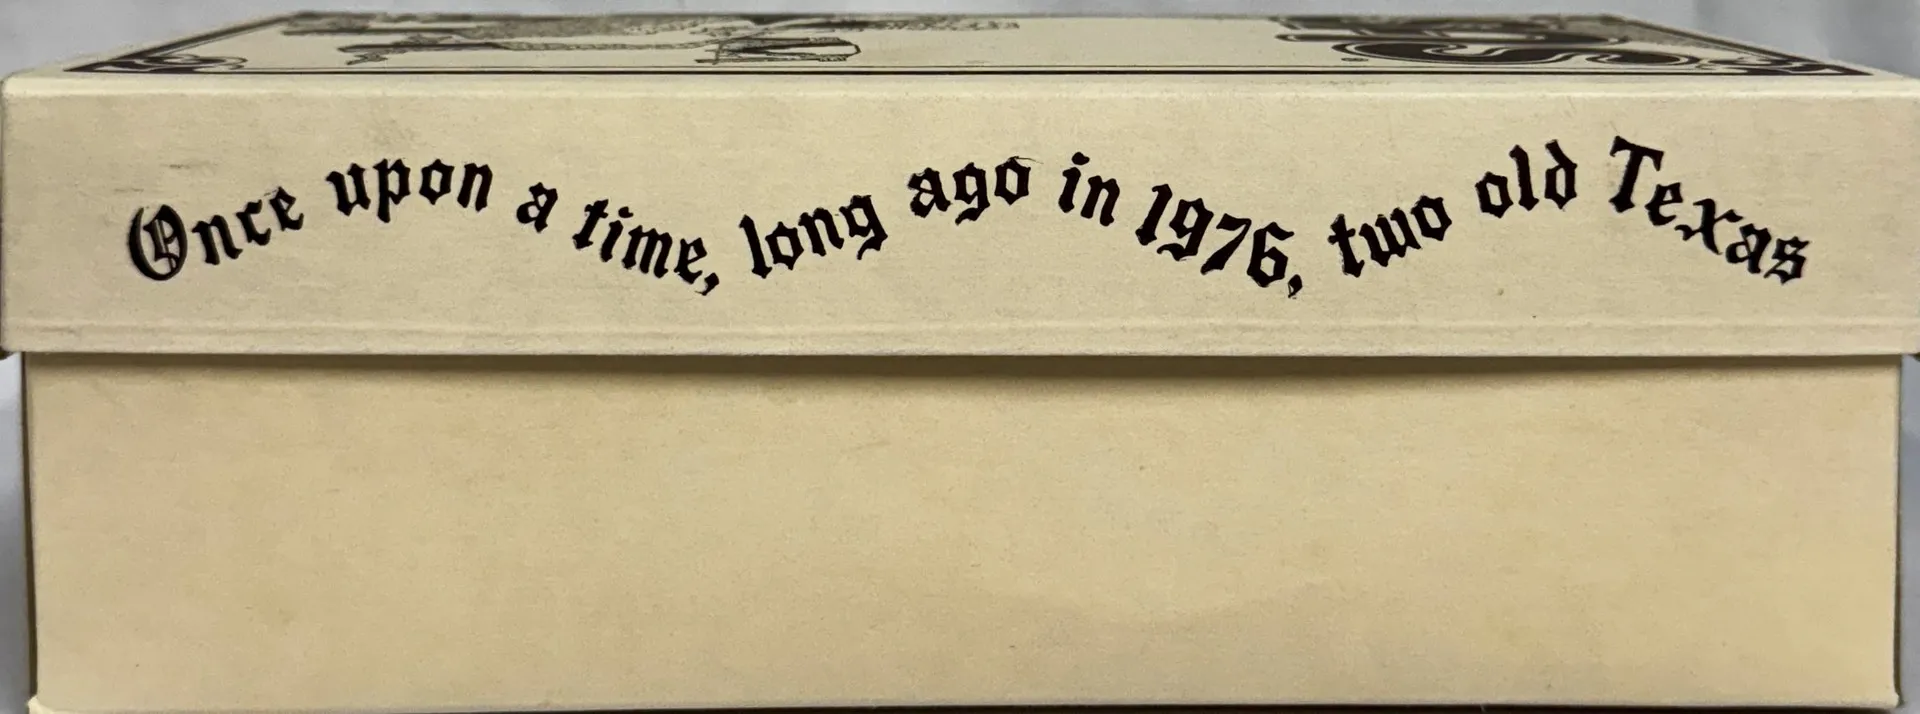 Once upon a time, long ago in 1976, two old Texas